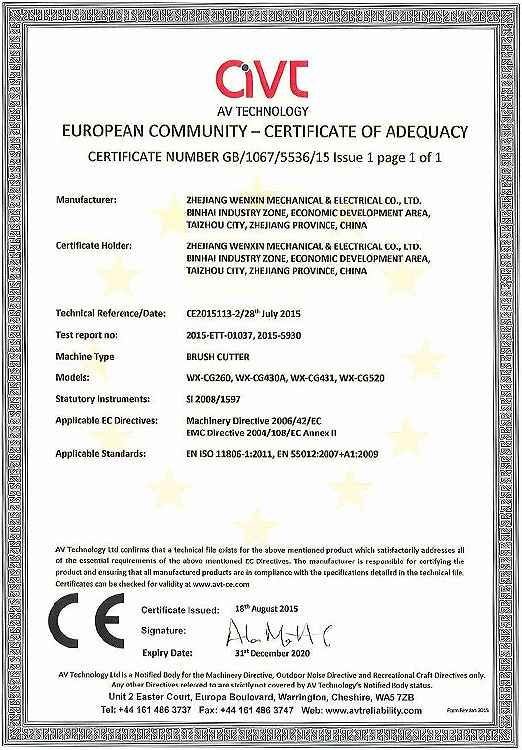 aivt
AV TECHNOLOGY
EUROPEAN COMMUNITY – CERTIFICATE OF ADEQUACY
CERTIFICATE NUMBER GB/1067/5536/15 Issue 1 page 1 of 1
Manufacturer: ZHEJIANG WENXIN MECHANICAL & ELECTRICAL CO., LTD.
BINHAI INDUSTRY ZONE, ECONOMIC DEVELOPMENT AREA,
TAIZHOU CITY, ZHEJIANG PROVINCE, CHINA
Certificate Holder: ZHEJIANG WENXIN MECHANICAL & ELECTRICAL CO., LTD.
BINHAI INDUSTRY ZONE, ECONOMIC DEVELOPMENT AREA,
TAIZHOU CITY, ZHEJIANG PROVINCE, CHINA
Technical Reference/Date: CE2015113-2/28th July 2015
Test report no: 2015-ETT-01037, 2015-5930
Machine Type BRUSH CUTTER
Models: WX-CG260, WX-CG430A, WX-CG431, WX-CG520
Statutory Instruments: SI 2008/1597
Applicable EC Directives: Machinery Directive 2006/42/EC
EMC Directive 2004/108/EC Annex II
Applicable Standards: EN ISO 11806-1:2011, EN 55012:2007+A1:2009
AV Technology Ltd confirms that a technical file exists for the above mentioned product which satisfactorily addresses all
of the essential requirements of the above mentioned EC Directives. The manufacturer is responsible for certifying the
product and ensuring that all manufactured products are in compliance with the specifications detailed in the technical file.
Certificates can be checked for validity at www.avt-ce.com
CE
Certificate Issued: 18th August 2015
Signature:
Expiry Date: 31st December 2020
AV Technology Ltd is a Notified Body for the Machinery Directive, Outdoor Noise Directive and Recreational Craft Directives only.
Any other Directives referred to are strictly not covered by AV Technology's Notified Body status.
Unit 2 Easter Court, Europa Boulovard, Warrington, Cheshire, WA5 7ZB
Tel: +44 161 486 3737 Fax: +44 161 486 3747 Web: www.avtreliability.com
Form Rev Jan 2015